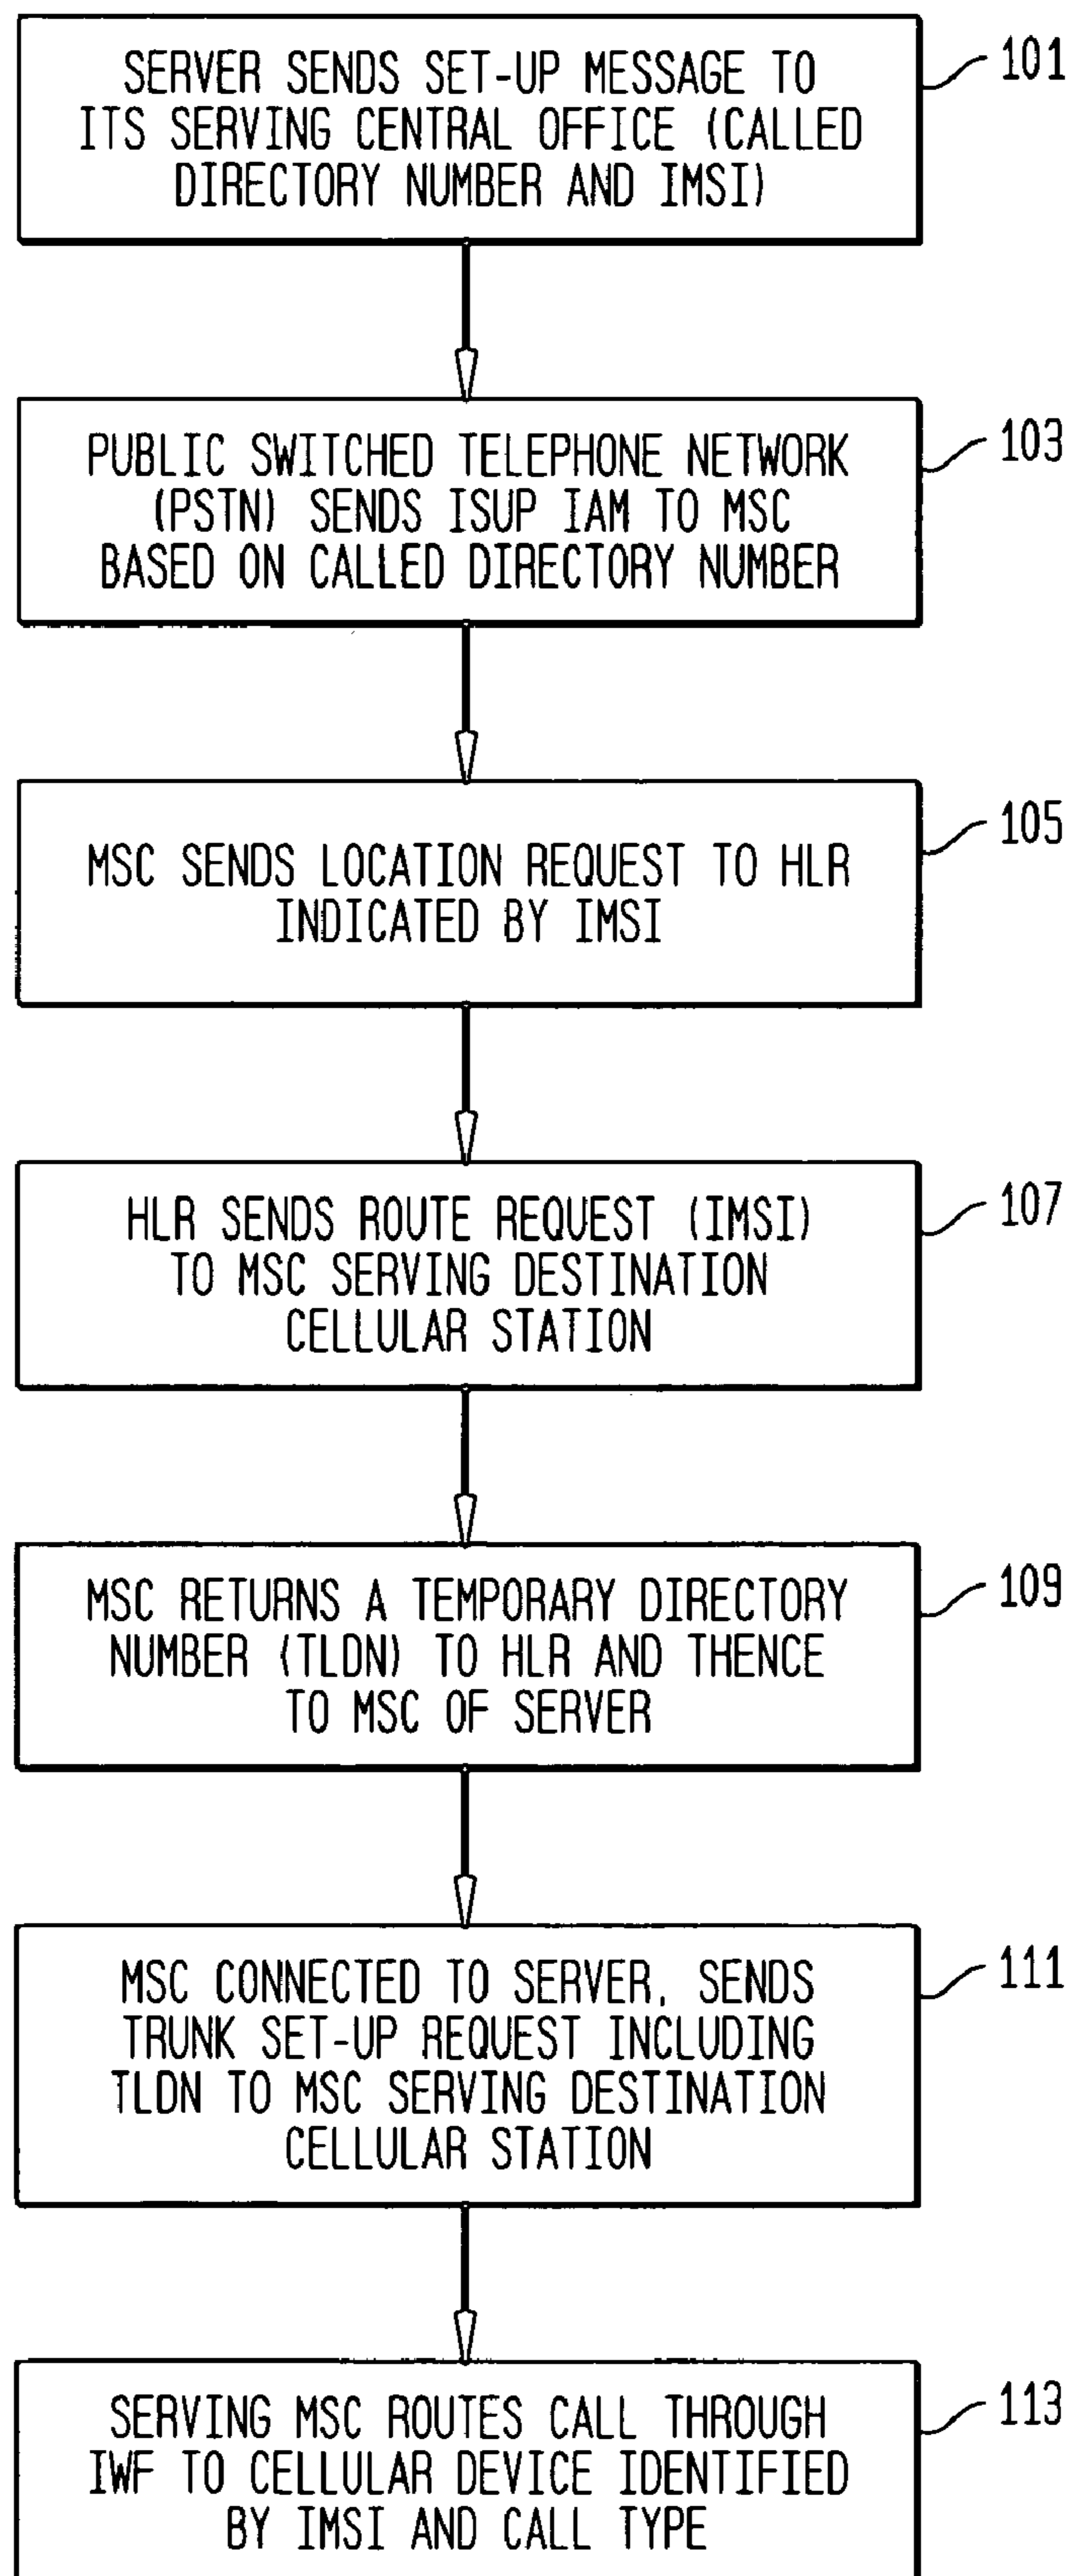 SERVER SENDS SET-UP MESSAGE TO
ITS SERVING CENTRAL OFFICE (CALLED
DIRECTORY NUMBER AND IMSI)
101
PUBLIC SWITCHED TELEPHONE NETWORK
(PSTN) SENDS ISUP IAM TO MSC
BASED ON CALLED DIRECTORY NUMBER
103
MSC SENDS LOCATION REQUEST TO HLR
INDICATED BY IMSI
105
HLR SENDS ROUTE REQUEST (IMSI)
TO MSC SERVING DESTINATION
CELLULAR STATION
107
MSC RETURNS A TEMPORARY DIRECTORY
NUMBER (TLDN) TO HLR AND THENCE
TO MSC OF SERVER
109
MSC CONNECTED TO SERVER, SENDS
TRUNK SET-UP REQUEST INCLUDING
TLDN TO MSC SERVING DESTINATION
CELLULAR STATION
111
SERVING MSC ROUTES CALL THROUGH
IWF TO CELLULAR DEVICE IDENTIFIED
BY IMSI AND CALL TYPE
113